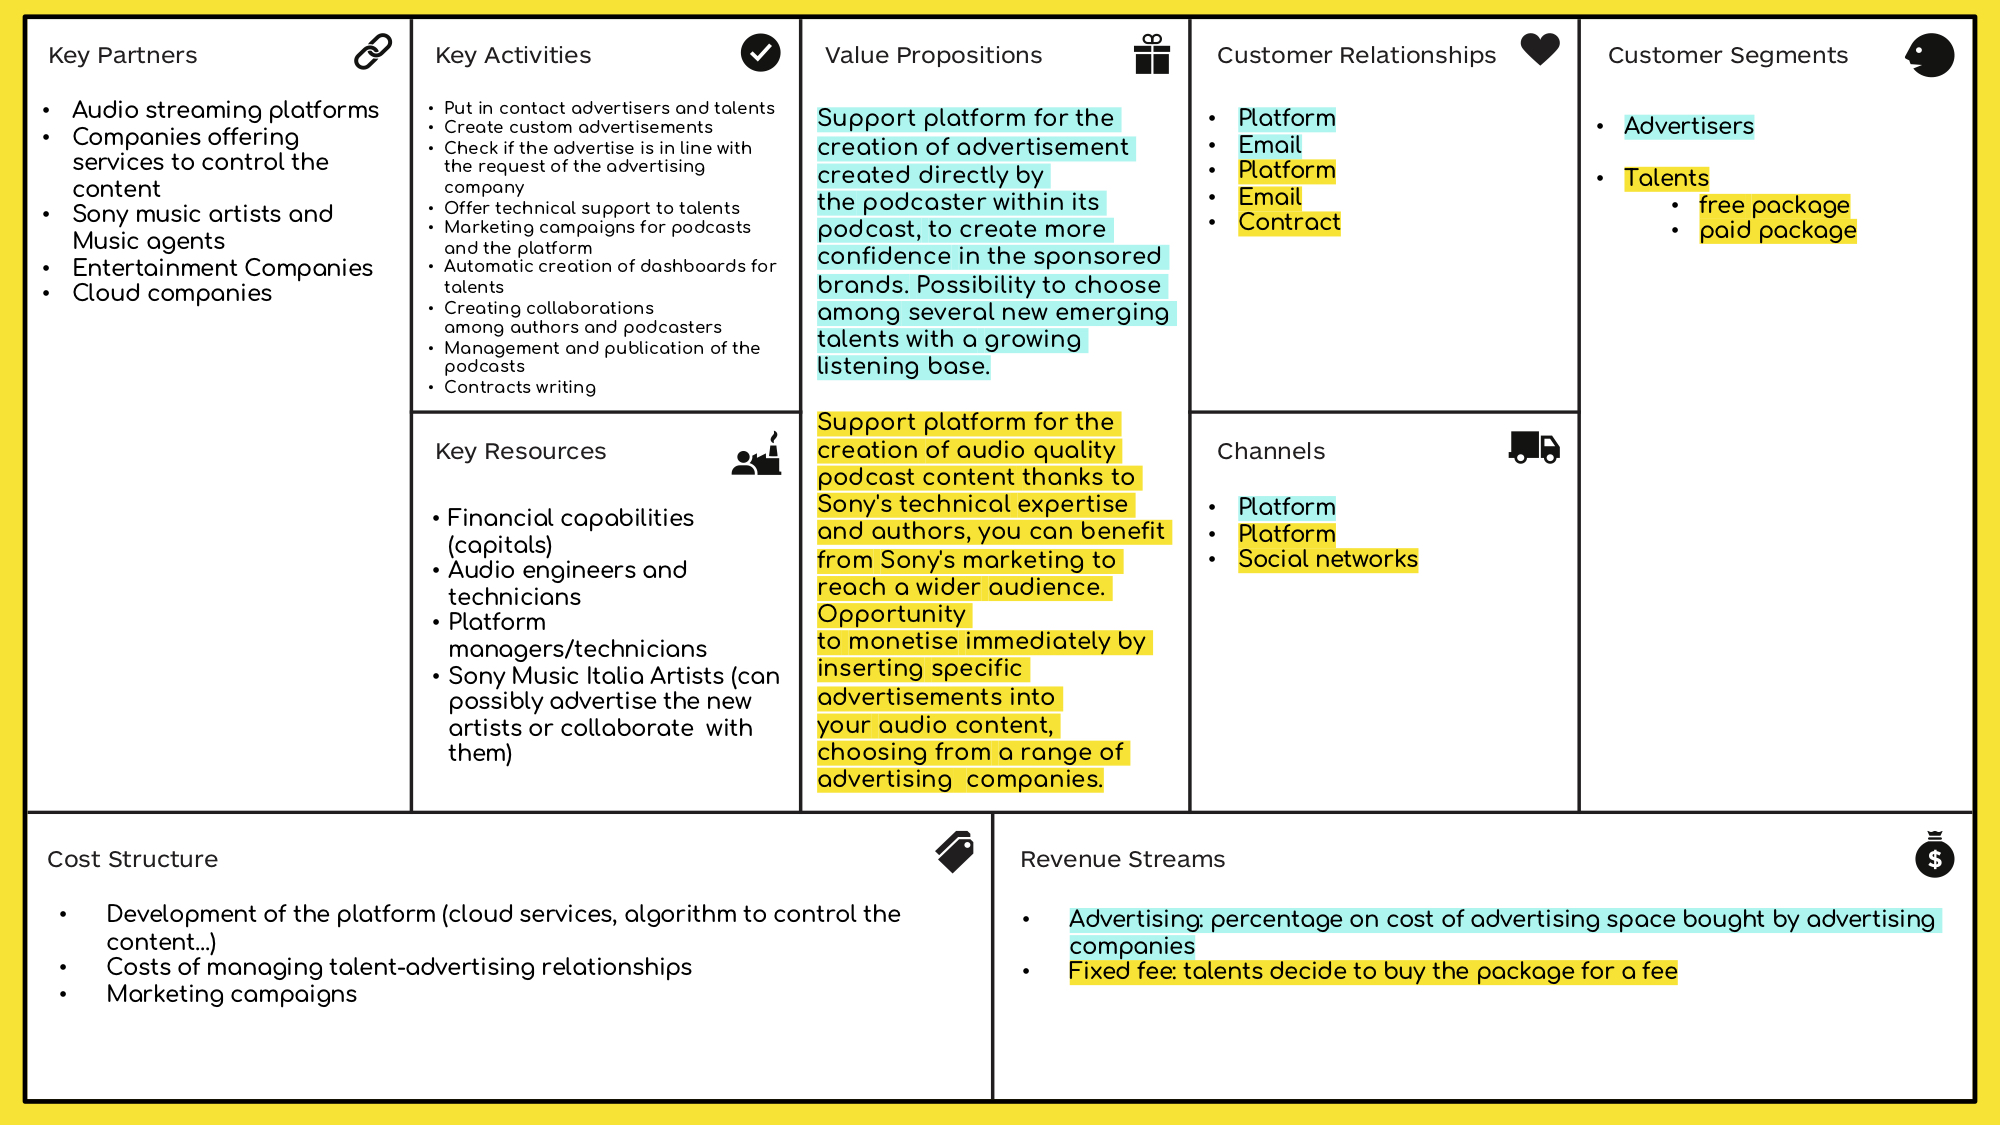 Key Partners
• Audio streaming platforms
• Companies offering
services to control the
content
• Sony music artists and
Music agents
• Entertainment Companies
• Cloud companies
Key Activities
• Put in contact advertisers and talents
• Create custom advertisements
• Check if the advertise is in line with
the request of the advertising
company
• Offer technical support to talents
• Marketing campaigns for podcasts
and the platform
• Automatic creation of dashboards for
talents
• Creating collaborations
among authors and podcasters
• Management and publication of the
podcasts
• Contracts writing
Key Resources
• Financial capabilities
(capitals)
• Audio engineers and
technicians
• Platform
managers/technicians
• Sony Music Italia Artists (can
possibly advertise the new
artists or collaborate  with
them)
Value Propositions
Support platform for the
creation of advertisement
created directly by
the podcaster within its
podcast, to create more
confidence in the sponsored
brands. Possibility to choose
among several new emerging
talents with a growing
listening base.
Support platform for the
creation of audio quality
podcast content thanks to
Sony's technical expertise
and authors, you can benefit
from Sony's marketing to
reach a wider audience.
Opportunity
to monetise immediately by
inserting specific
advertisements into
your audio content,
choosing from a range of
advertising  companies.
Customer Relationships
• Platform
• Email
• Platform
• Email
• Contract
Channels
• Platform
• Platform
• Social networks
Customer Segments
• Advertisers
• Talents
• free package
• paid package
Cost Structure
• Development of the platform (cloud services, algorithm to control the
content...)
• Costs of managing talent-advertising relationships
• Marketing campaigns
Revenue Streams
$
• Advertising: percentage on cost of advertising space bought by advertising
companies
• Fixed fee: talents decide to buy the package for a fee